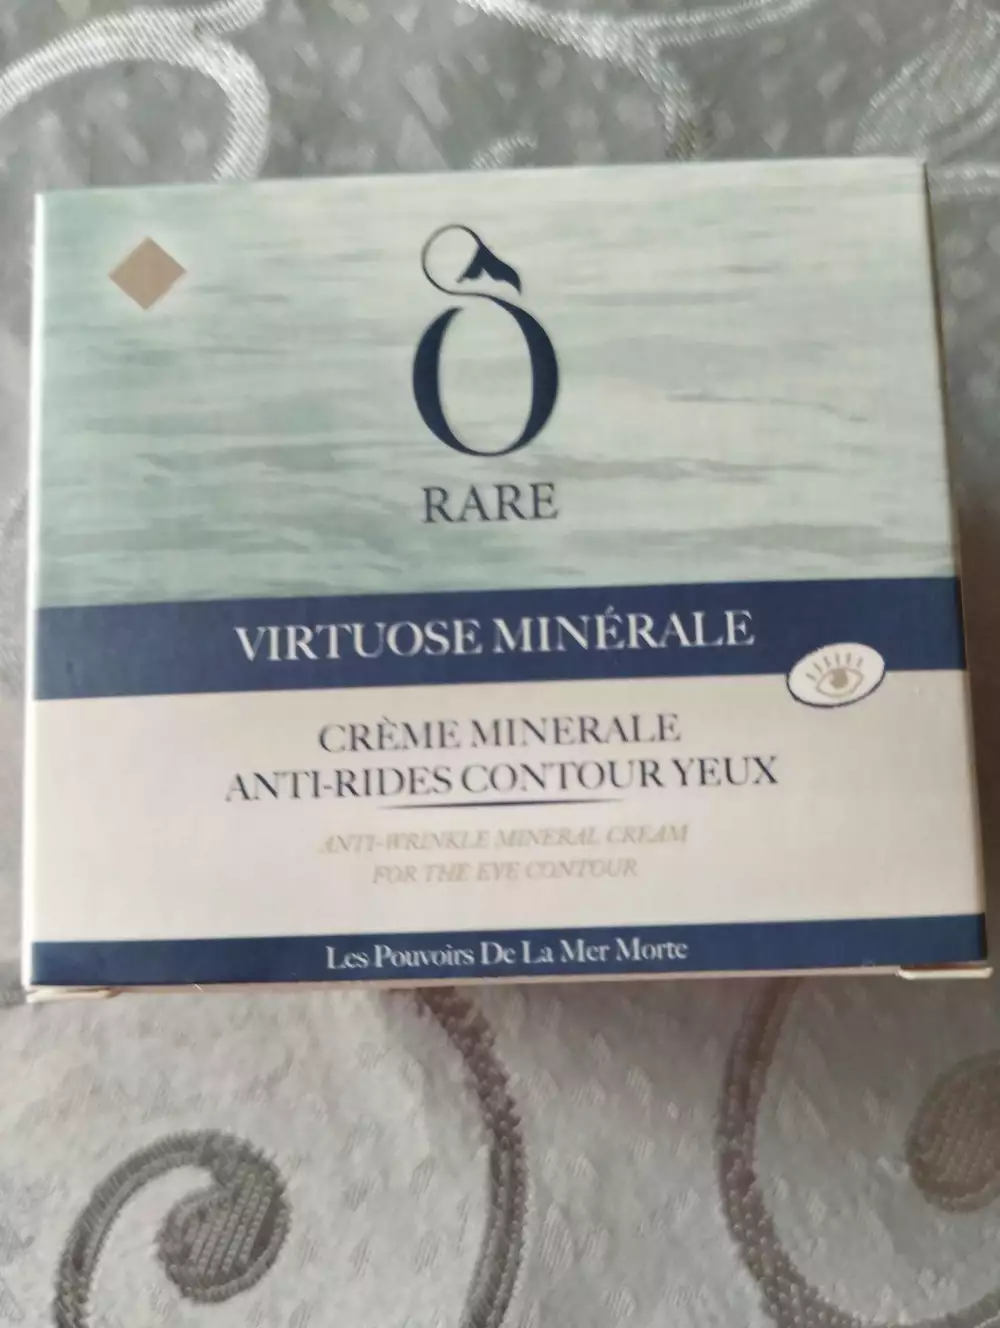 Ô
RARE
VIRTUOSE MINÉRALE
CRÈME MINERALE
ANTI-RIDES CONTOUR YEUX
ANTI-WRINKLE MINERAL CREAM
FOR THE EYE CONTOUR
Les Pouvoirs De La Mer Morte